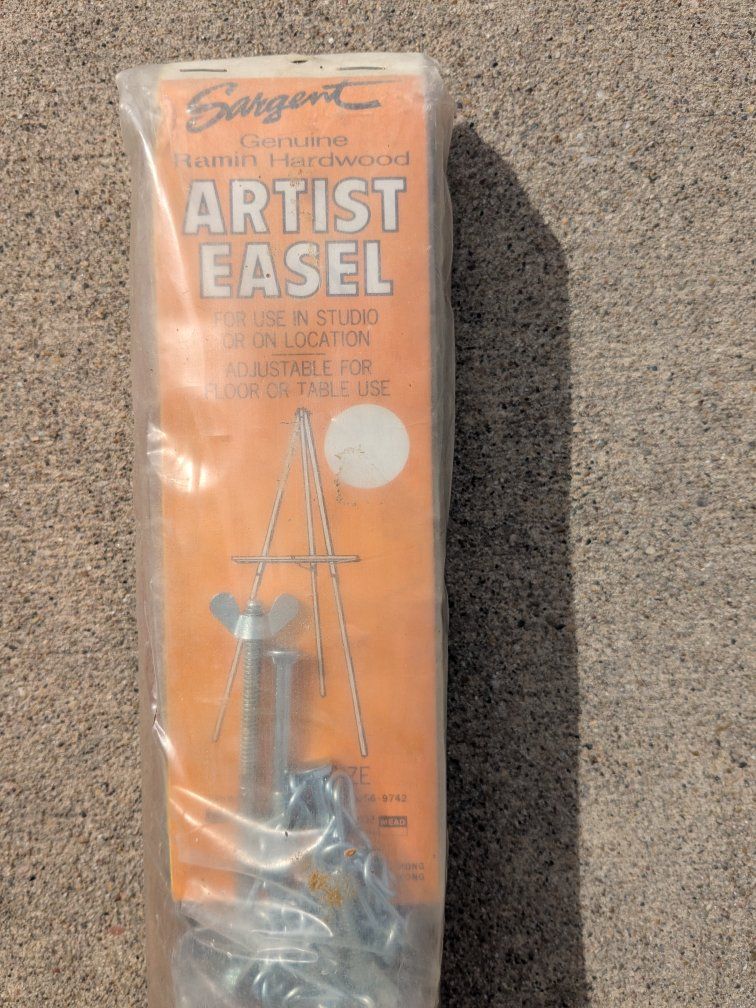 Sargent
Genuine
Ramin Hardwood
ARTIST
EASEL
FOR USE IN STUDIO
OR ON LOCATION
ADJUSTABLE FOR
FLOOR OR TABLE USE
MEAD